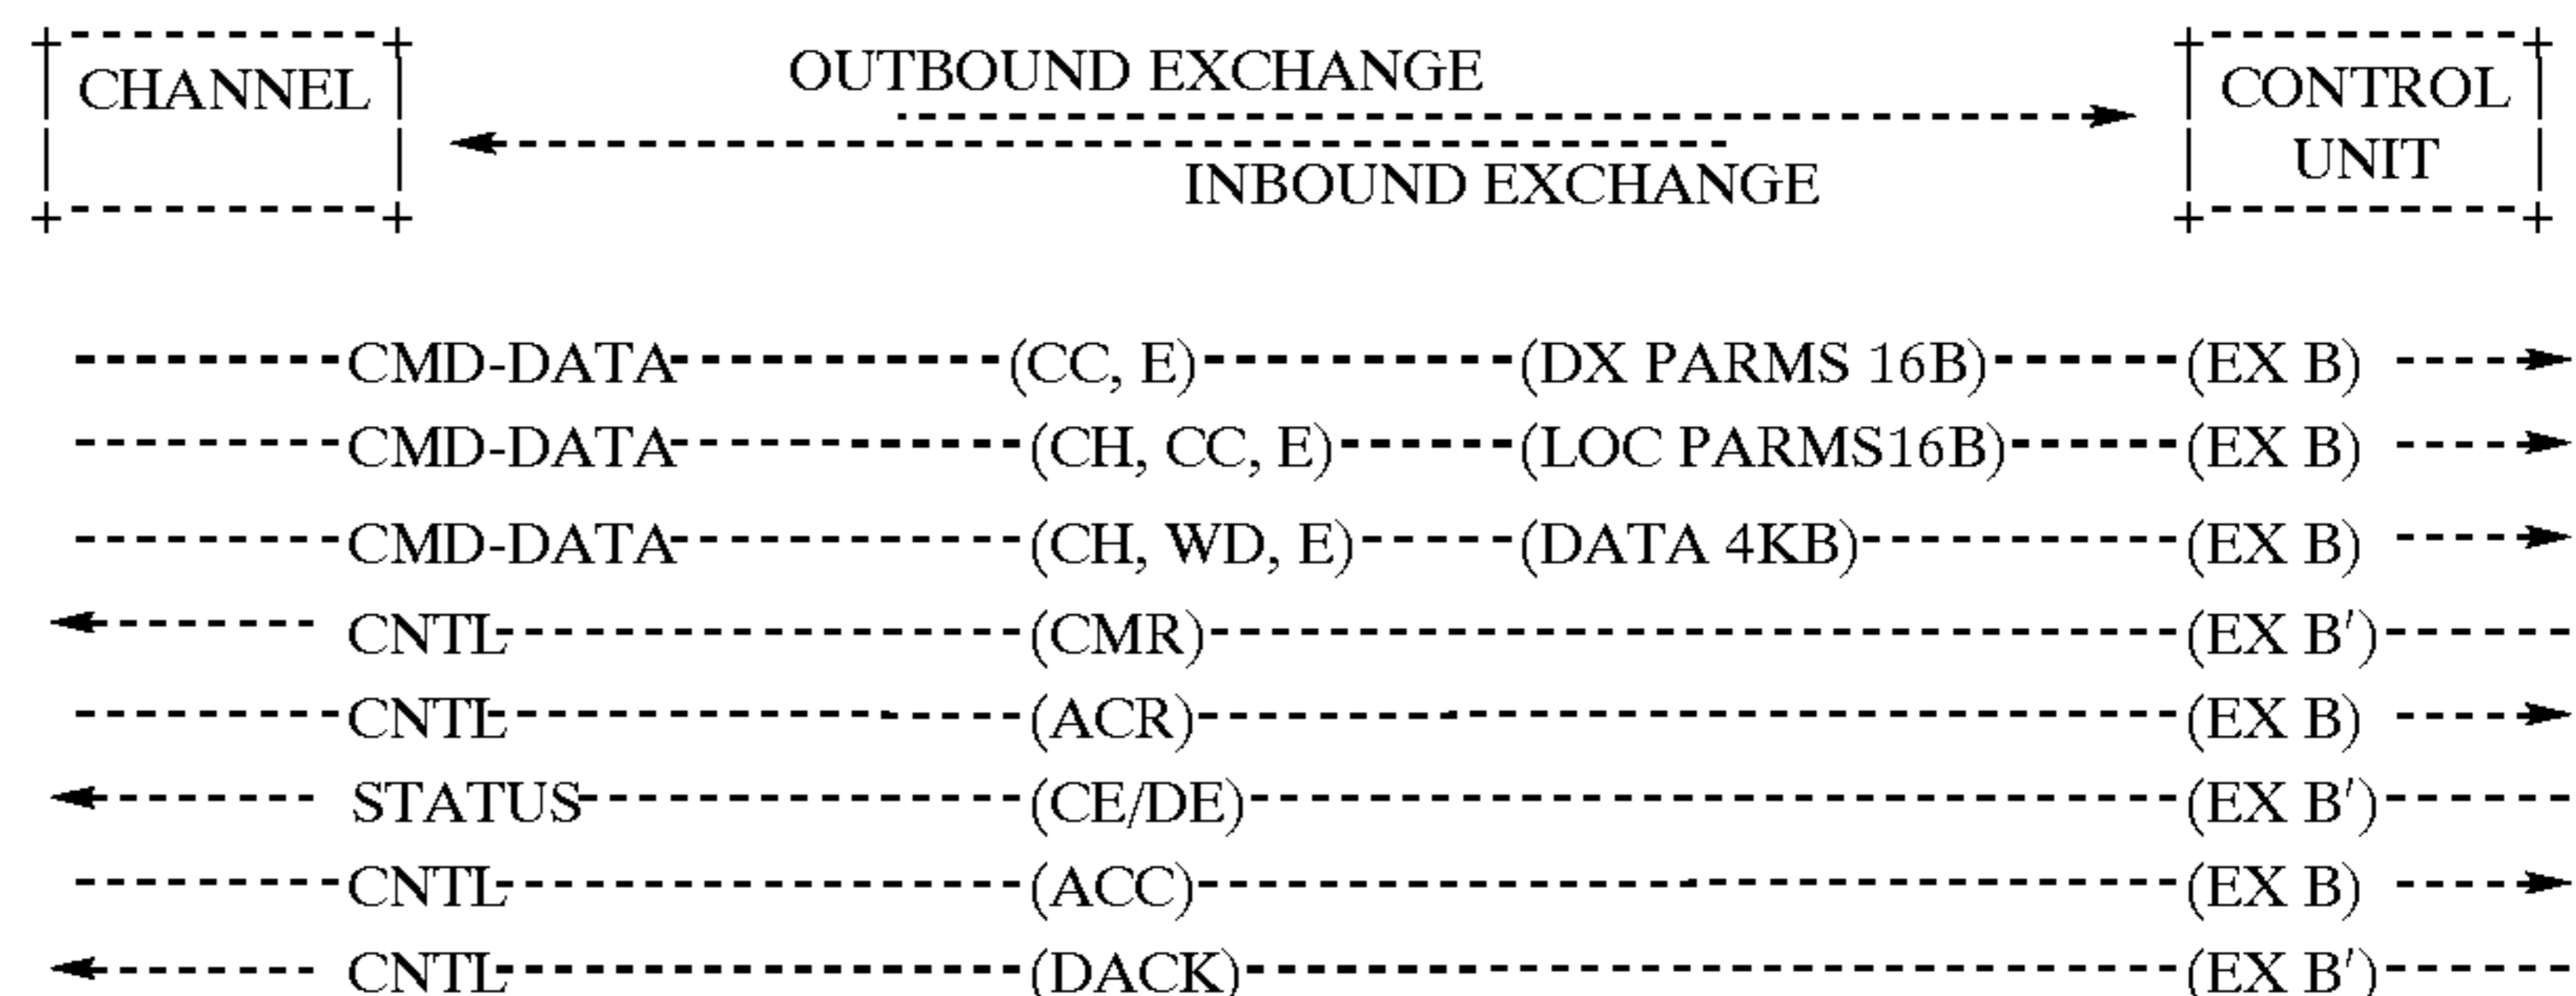 CHANNEL
OUTBOUND EXCHANGE
INBOUND EXCHANGE
CONTROL
UNIT
CMD-DATA (CC, E) (DX PARMS 16B) (EX B)
CMD-DATA (CH, CC, E) (LOC PARMS16B) (EX B)
CMD-DATA (CH, WD, E) (DATA 4KB) (EX B)
CNTL (CMR) (EX B′)
CNTL (ACR) (EX B)
STATUS (CE/DE) (EX B′)
CNTL (ACC) (EX B)
CNTL (DACK) (EX B′)